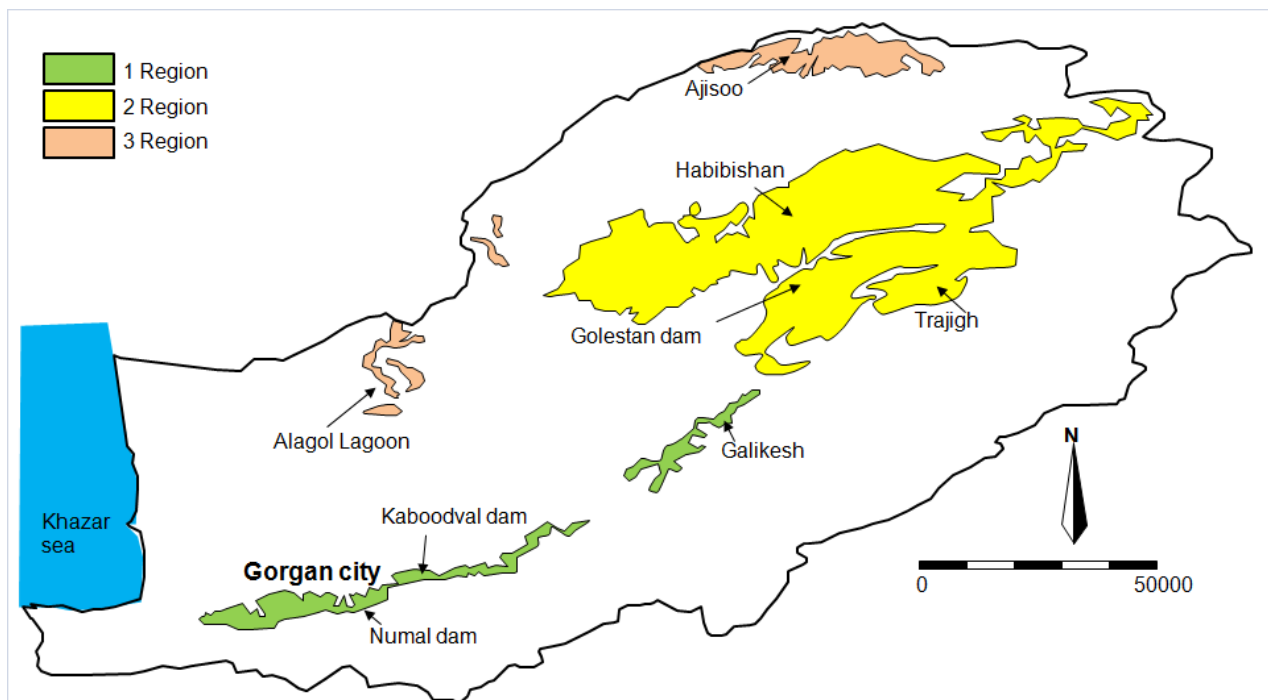 1 Region
2 Region
3 Region
Ajisoo
Habibishan
Golestan dam
Trajigh
Alagol Lagoon
Galikesh
Khazar
sea
Kaboodval dam
Gorgan city
Numal dam
N
0
50000